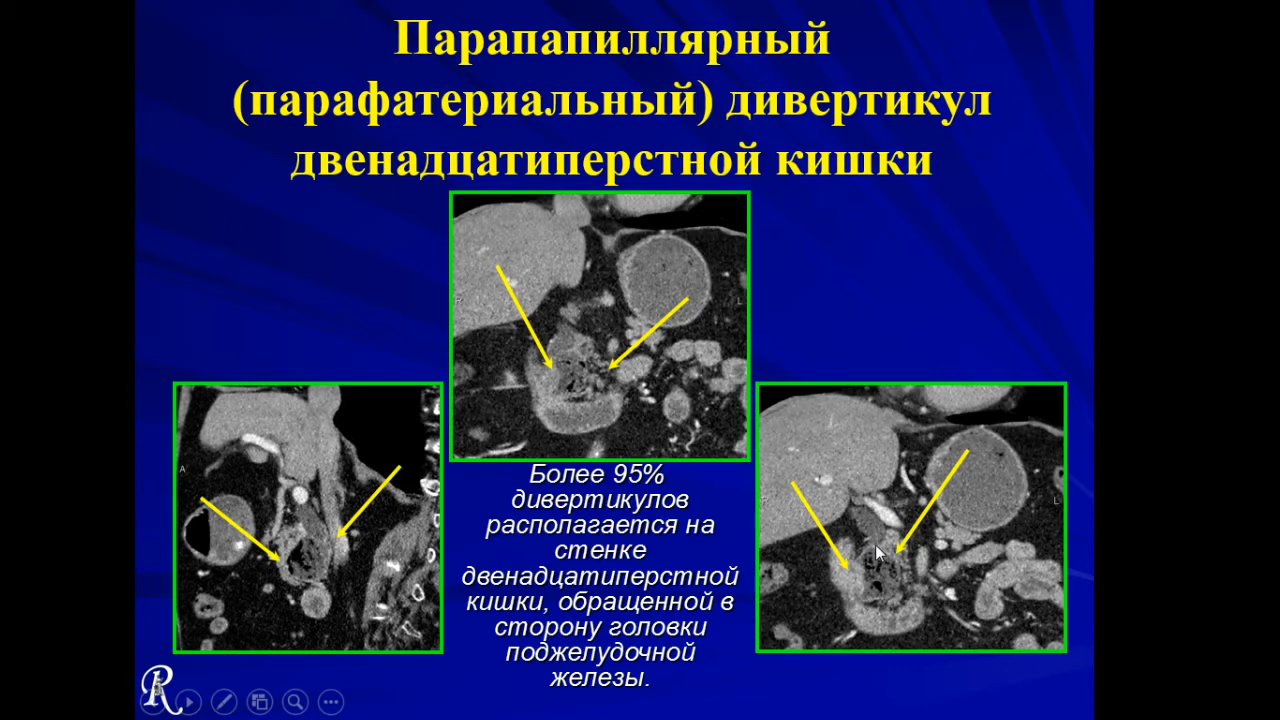 Парапапиллярный
(парафатериальный) дивертикул
двенадцатиперстной кишки
R
L
A
L
Более 95%
дивертикулов
располагается на
стенке
двенадцатиперстной
кишки, обращенной в
сторону головки
поджелудочной
железы.
R